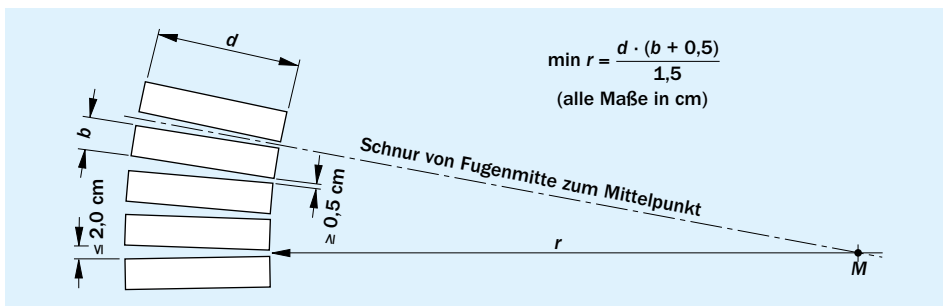 d
min r = d · (b + 0,5) / 1,5
(alle Maße in cm)
b
Schnur von Fugenmitte zum Mittelpunkt
≤ 2,0 cm
≥ 0,5 cm
r
M